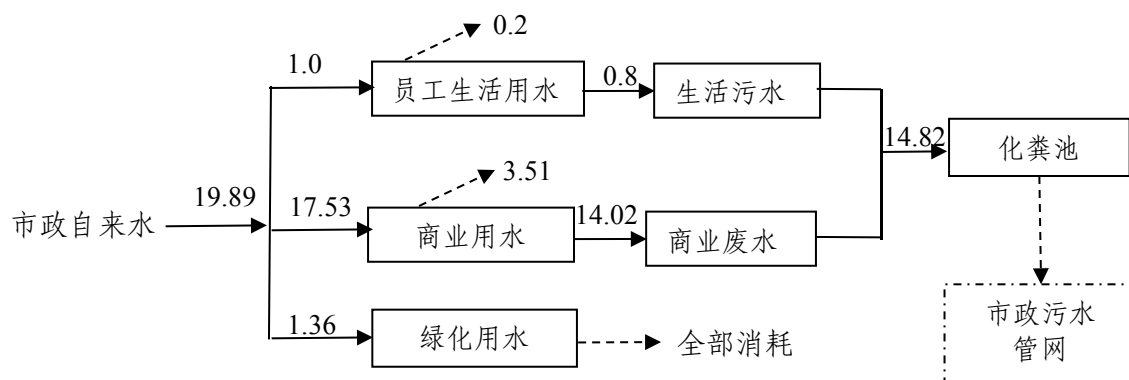 0.2
1.0
员工生活用水
0.8
生活污水
14.82
化粪池
3.51
市政自来水
19.89
17.53
商业用水
14.02
商业废水
1.36
绿化用水
全部消耗
市政污水
管网